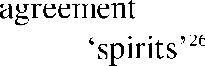 agreement
‘spirits’²⁶